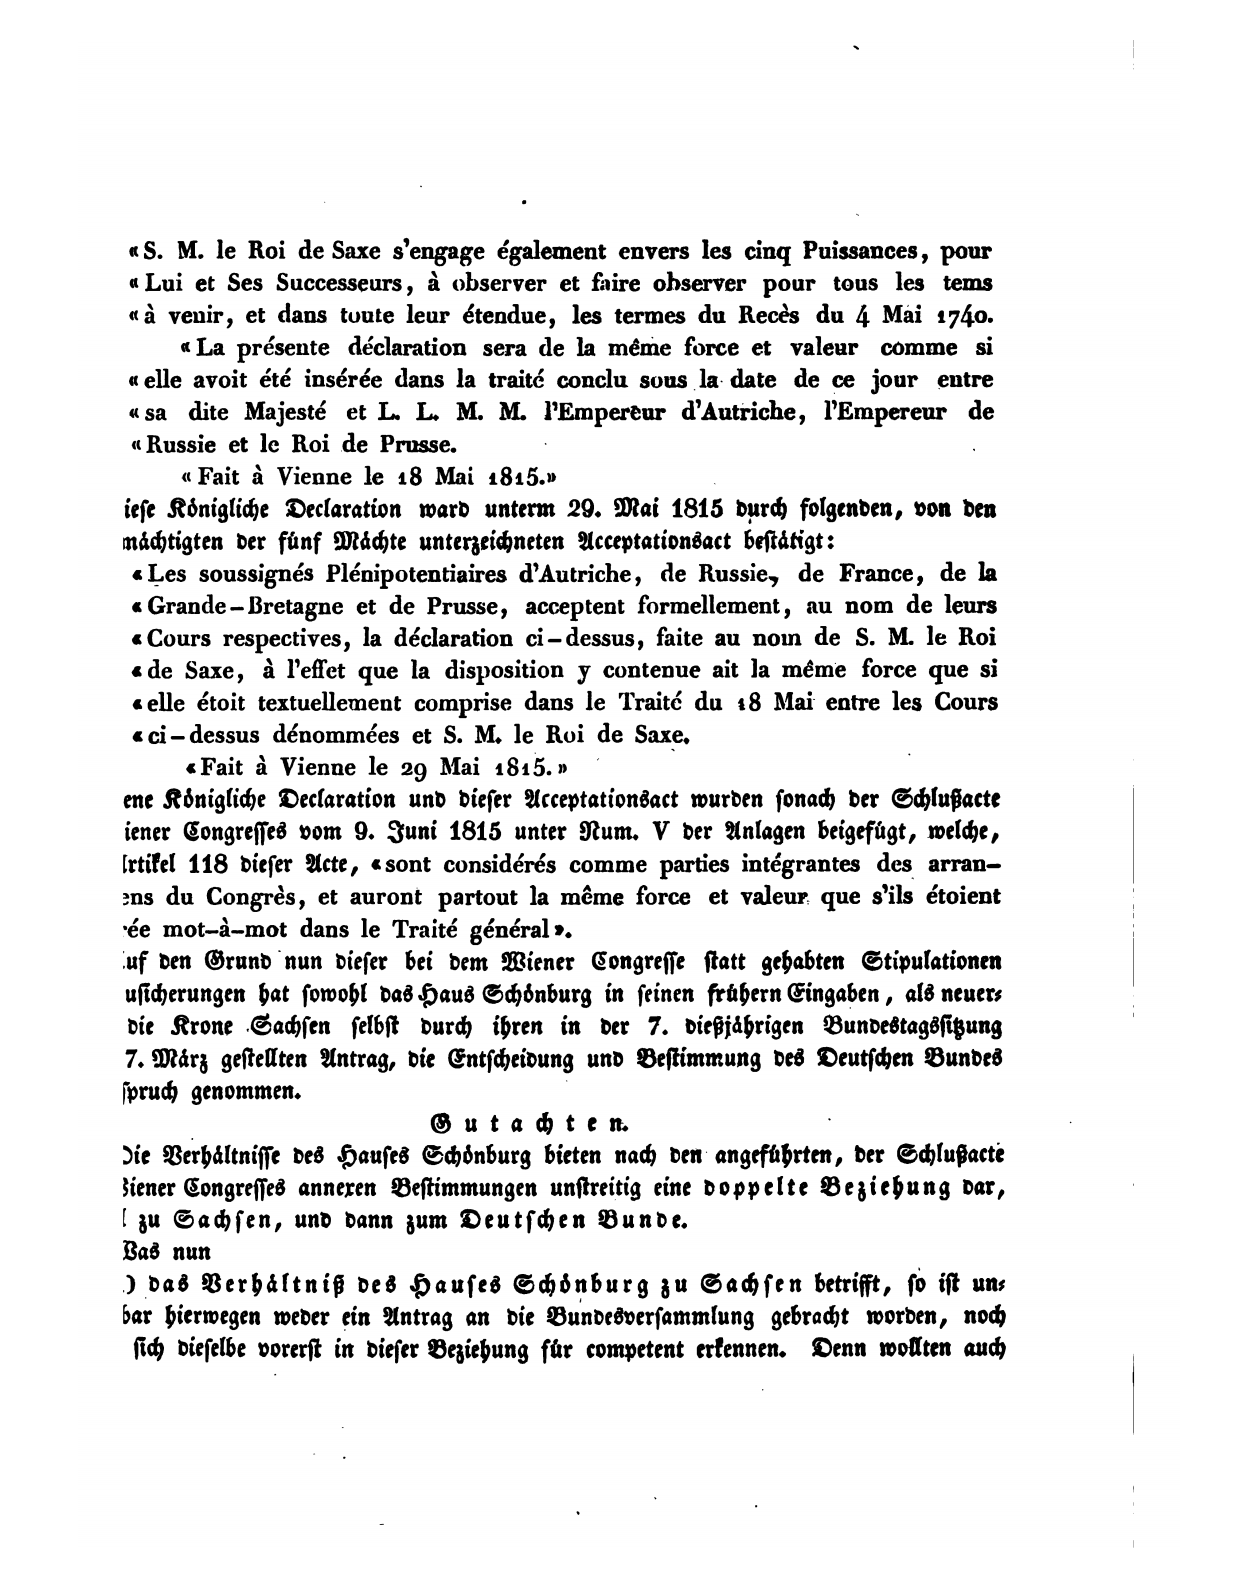 « S. M. le Roi de Saxe s'engage également envers les cinq Puissances, pour
« Lui et Ses Successeurs, à observer et faire observer pour tous les tems
« à venir, et dans toute leur étendue, les termes du Recès du 4 Mai 1740.
« La présente déclaration sera de la même force et valeur comme si
« elle avoit été insérée dans la traité conclu sous la date de ce jour entre
« sa dite Majesté et L. L. M. M. l'Empereur d'Autriche, l'Empereur de
« Russie et le Roi de Prusse.
« Fait à Vienne le 18 Mai 1815.»
iese Königliche Declaration ward unterm 29. Mai 1815 durch folgenden, von den
mächtigten der fünf Mächte unterzeichneten Acceptationsact bestätigt:
« Les soussignés Plénipotentiaires d'Autriche, de Russie, de France, de la
« Grande-Bretagne et de Prusse, acceptent formellement, au nom de leurs
« Cours respectives, la déclaration ci-dessus, faite au nom de S. M. le Roi
« de Saxe, à l'effet que la disposition y contenue ait la même force que si
« elle étoit textuellement comprise dans le Traité du 18 Mai entre les Cours
« ci-dessus dénommées et S. M. le Roi de Saxe.
« Fait à Vienne le 29 Mai 1815.»
ene Königliche Declaration und dieser Acceptationsact wurden sonach der Schlußacte
iener Congresses vom 9. Juni 1815 unter Num. V der Anlagen beigefügt, welche,
rtikel 118 dieser Acte, «sont considérés comme parties intégrantes des arran-
ens du Congrès, et auront partout la même force et valeur que s'ils étoient
ée mot-à-mot dans le Traité général».
uf den Grund nun dieser bei dem Wiener Congresse statt gehabten Stipulationen
usicherungen hat sowohl das Haus Schönburg in seinen frühern Eingaben, als neuer-
die Krone Sachsen selbst durch ihren in der 7. dießjährigen Bundestagssitzung
7. März gestellten Antrag, die Entscheidung und Bestimmung des Deutschen Bundes
spruch genommen.
Gutachten.
Die Verhältnisse des Hauses Schönburg bieten nach den angeführten, der Schlußacte
iener Congresses annexen Bestimmungen unstreitig eine doppelte Beziehung dar,
l zu Sachsen, und dann zum Deutschen Bunde.
Was nun
) das Verhältniß des Hauses Schönburg zu Sachsen betrifft, so ist un-
bar hierwegen weder ein Antrag an die Bundesversammlung gebracht worden, noch
sich dieselbe vorerst in dieser Beziehung für competent erkennen. Denn wollten auch